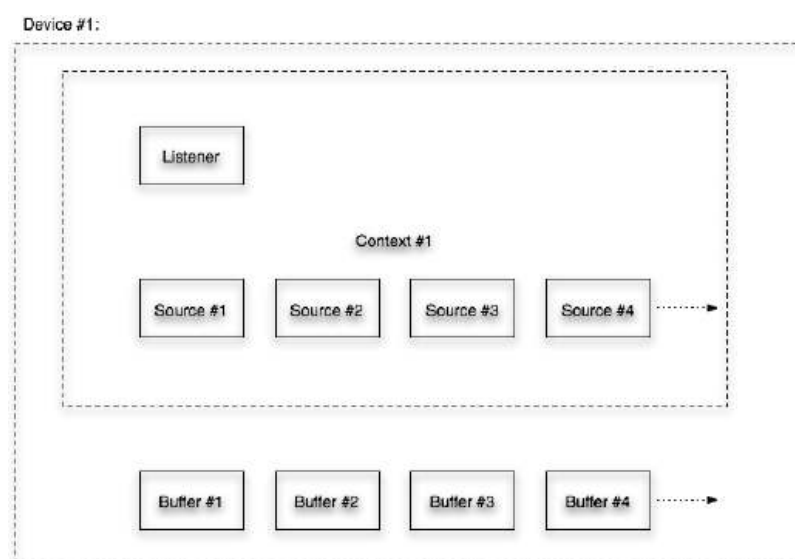 Device #1:
Listener
Context #1
Source #1 Source #2 Source #3 Source #4
Buffer #1 Buffer #2 Buffer #3 Buffer #4